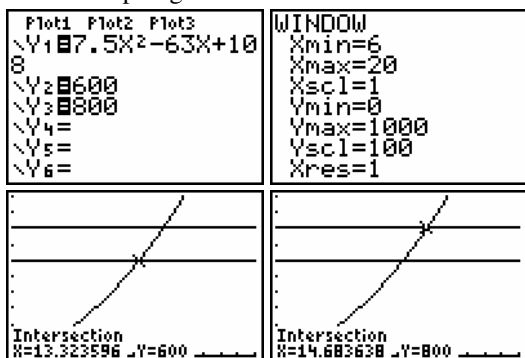 Plot1 Plot2 Plot3
\Y1=7.5X²-63X+10
8
\Y2=600
\Y3=800
\Y4=
\Y5=
\Y6=
WINDOW
Xmin=6
Xmax=20
Xscl=1
Ymin=0
Ymax=1000
Yscl=100
Xres=1
Intersection
X=13.323596 Y=600
Intersection
X=14.683638 Y=800